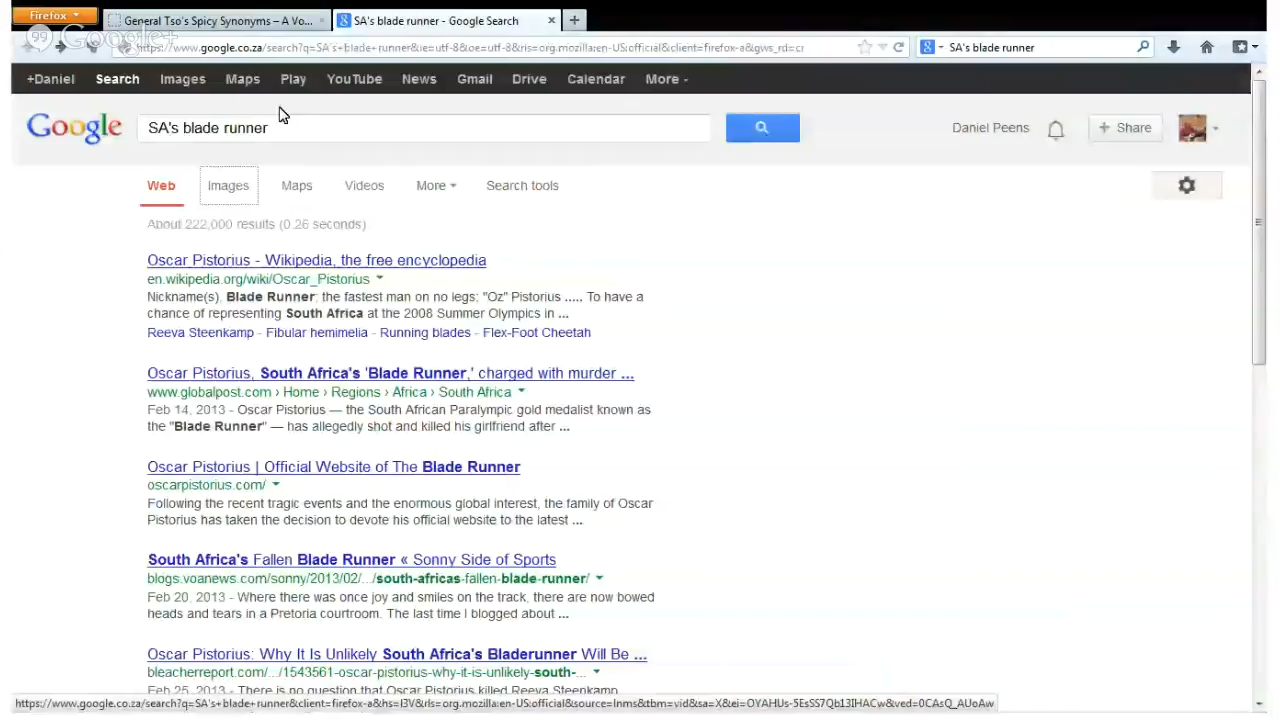 Firefox
General Tso's Spicy Synonyms – A Vo...
SA's blade runner - Google Search
Google+
https://www.google.co.za/search?q=SA's+blade+runner&ie=utf-8&oe=utf-8&rls=org.mozilla:en-US:official&client=firefox-a&gws_rd=cr
SA's blade runner
+Daniel Search Images Maps Play YouTube News Gmail Drive Calendar More
Google
SA's blade runner
Daniel Peens
+ Share
Web Images Maps Videos More Search tools
About 222,000 results (0.26 seconds)
Oscar Pistorius - Wikipedia, the free encyclopedia
en.wikipedia.org/wiki/Oscar_Pistorius
Nickname(s), Blade Runner; the fastest man on no legs; "Oz" Pistorius ..... To have a
chance of representing South Africa at the 2008 Summer Olympics in ...
Reeva Steenkamp - Fibular hemimelia - Running blades - Flex-Foot Cheetah
Oscar Pistorius, South Africa's 'Blade Runner,' charged with murder ...
www.globalpost.com › Home › Regions › Africa › South Africa
Feb 14, 2013 - Oscar Pistorius — the South African Paralympic gold medalist known as
the "Blade Runner" — has allegedly shot and killed his girlfriend after ...
Oscar Pistorius | Official Website of The Blade Runner
oscarpistorius.com/
Following the recent tragic events and the enormous global interest, the family of Oscar
Pistorius has taken the decision to devote his official website to the latest ...
South Africa's Fallen Blade Runner « Sonny Side of Sports
blogs.voanews.com/sonny/2013/02/.../south-africas-fallen-blade-runner/
Feb 20, 2013 - Where there was once joy and smiles on the track, there are now bowed
heads and tears in a Pretoria courtroom. The last time I blogged about ...
Oscar Pistorius: Why It Is Unlikely South Africa's Bladerunner Will Be ...
bleacherreport.com/.../1543561-oscar-pistorius-why-it-is-unlikely-south-...
Feb 25, 2013 - There is no question that Oscar Pistorius killed Reeva Steenkamp